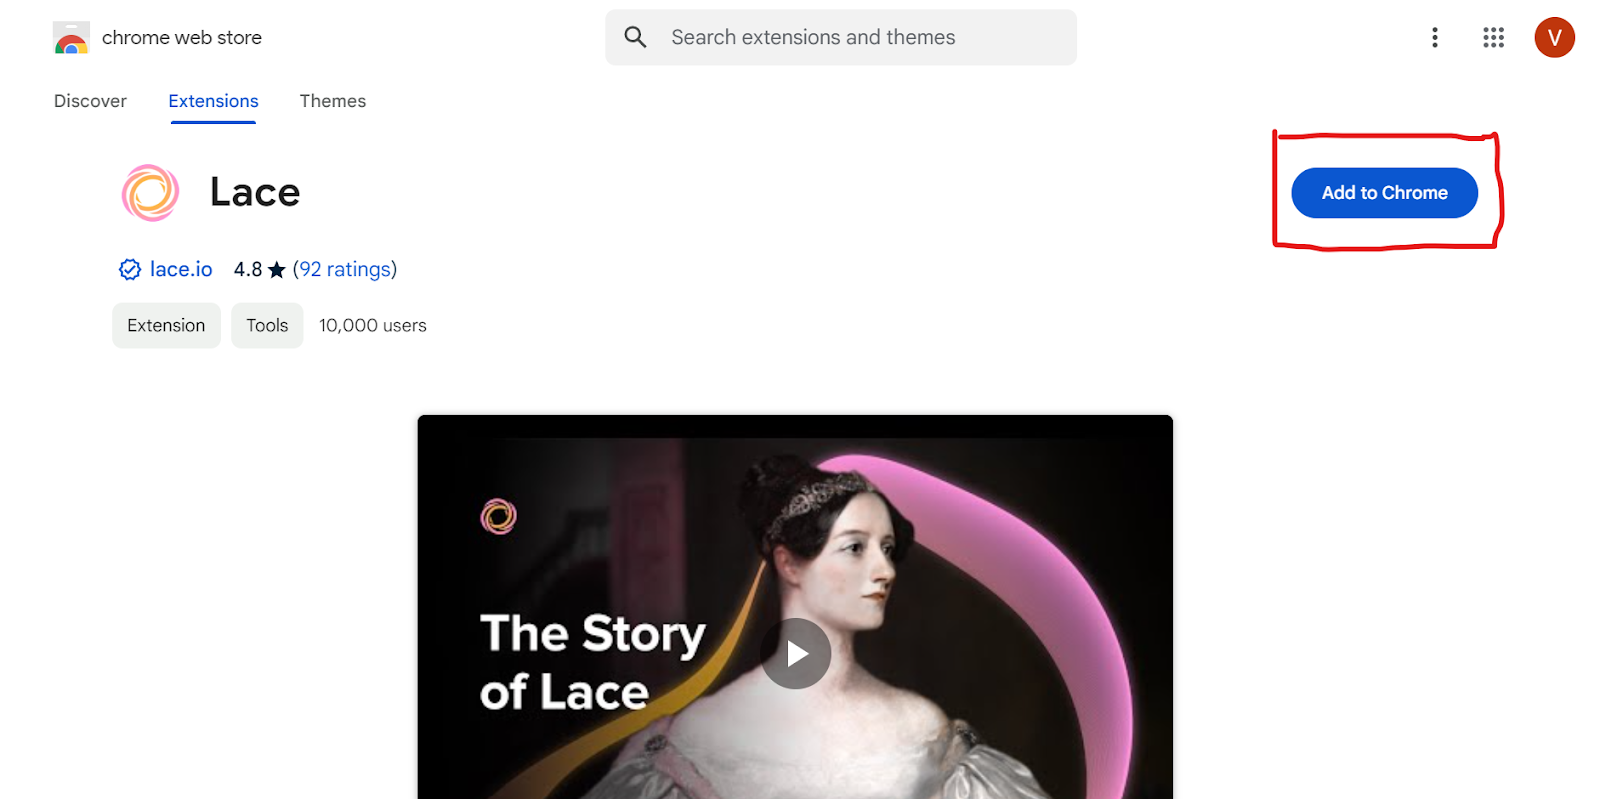 chrome web store
Search extensions and themes
V
Discover
Extensions
Themes
Lace
Add to Chrome
lace.io 4.8 ★ (92 ratings)
Extension
Tools
10,000 users
The Story
of Lace